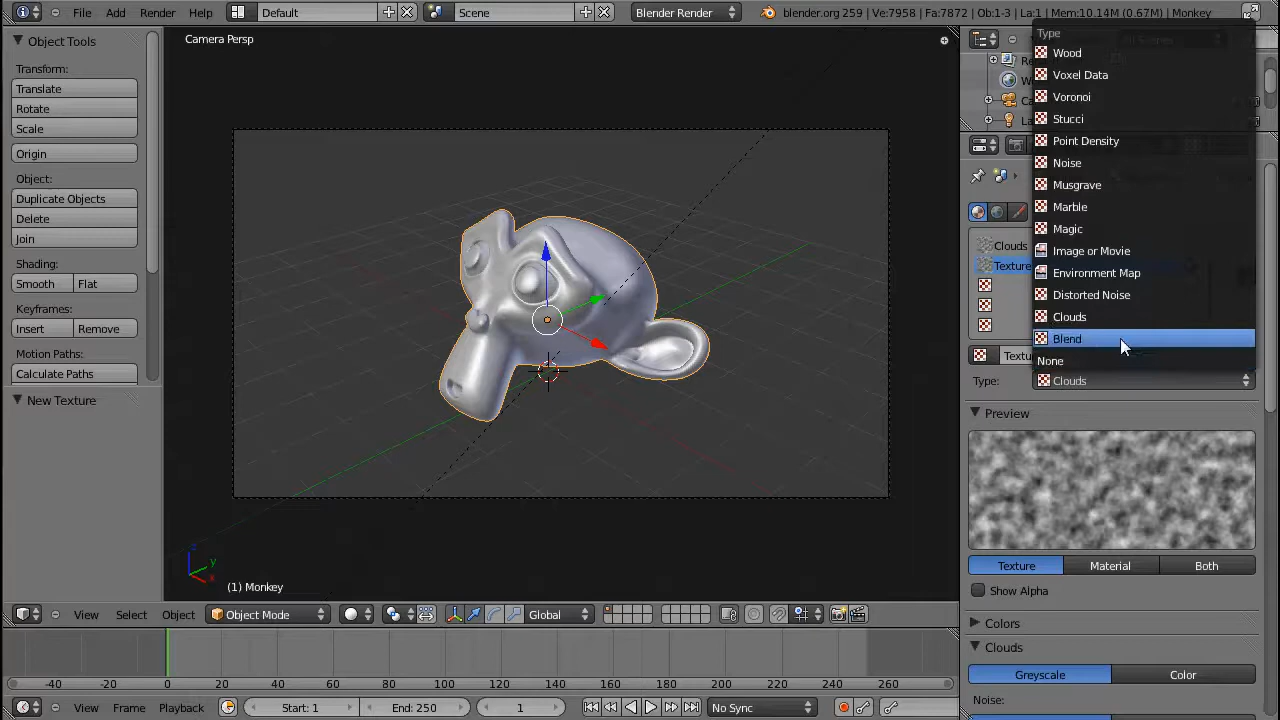 File Add Render Help Default Scene Blender Render blender.org 259 | Ve:7958 | Fa:7872 | Ob:1-3 | La:1 | Mem:10.14M (0.67M) | Monkey
Object Tools
Transform:
Translate
Rotate
Scale
Origin
Object:
Duplicate Objects
Delete
Join
Shading:
Smooth Flat
Keyframes:
Insert Remove
Motion Paths:
Calculate Paths
New Texture
Camera Persp
z
y
x
(1) Monkey
Type
Wood
Voxel Data
Voronoi
Stucci
Point Density
Noise
Musgrave
Marble
Magic
Image or Movie
Environment Map
Distorted Noise
Clouds
Blend
None
Clouds
Texture
Textu
Type: Clouds
Preview
Texture Material Both
Show Alpha
Colors
Clouds
Greyscale Color
Noise:
View Select Object Object Mode Global
-40 -20 0 20 40 60 80 100 120 140 160 180 200 220 240 260
View Frame Playback Start: 1 End: 250 1 No Sync